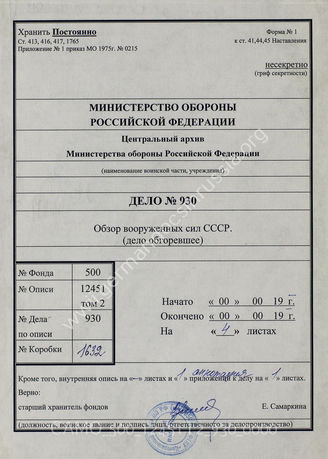 Хранить Постоянно
Форма № 1
Ст. 413, 416, 417, 1765
к ст. 41,44,45 Наставления
Приложение № 1 приказ МО 1975г. № 0215
несекретно
(гриф секретности)
МИНИСТЕРСТВО ОБОРОНЫ
РОССИЙСКОЙ ФЕДЕРАЦИИ
Центральный архив
Министерства обороны Российской Федерации
(наименование воинской части, учреждения)
ДЕЛО № 930
Обзор вооруженных сил СССР.
(дело обгоревшее)
№ Фонда 500
№ Описи 12451
том 2
№ Дела 930
по описи
№ Коробки 1632
Начато « 00 » 00 19 г.
Окончено « 00 » 00 19 г.
На « 4 » листах
Кроме того, внутренняя опись на «–» листах и « 1 аннотация приложений к делу на « 1 » листах.
Верно:
старший хранитель фондов Е. Самаркина
(должность, воинское звание и подпись лица, ответственного за делопроизводство)